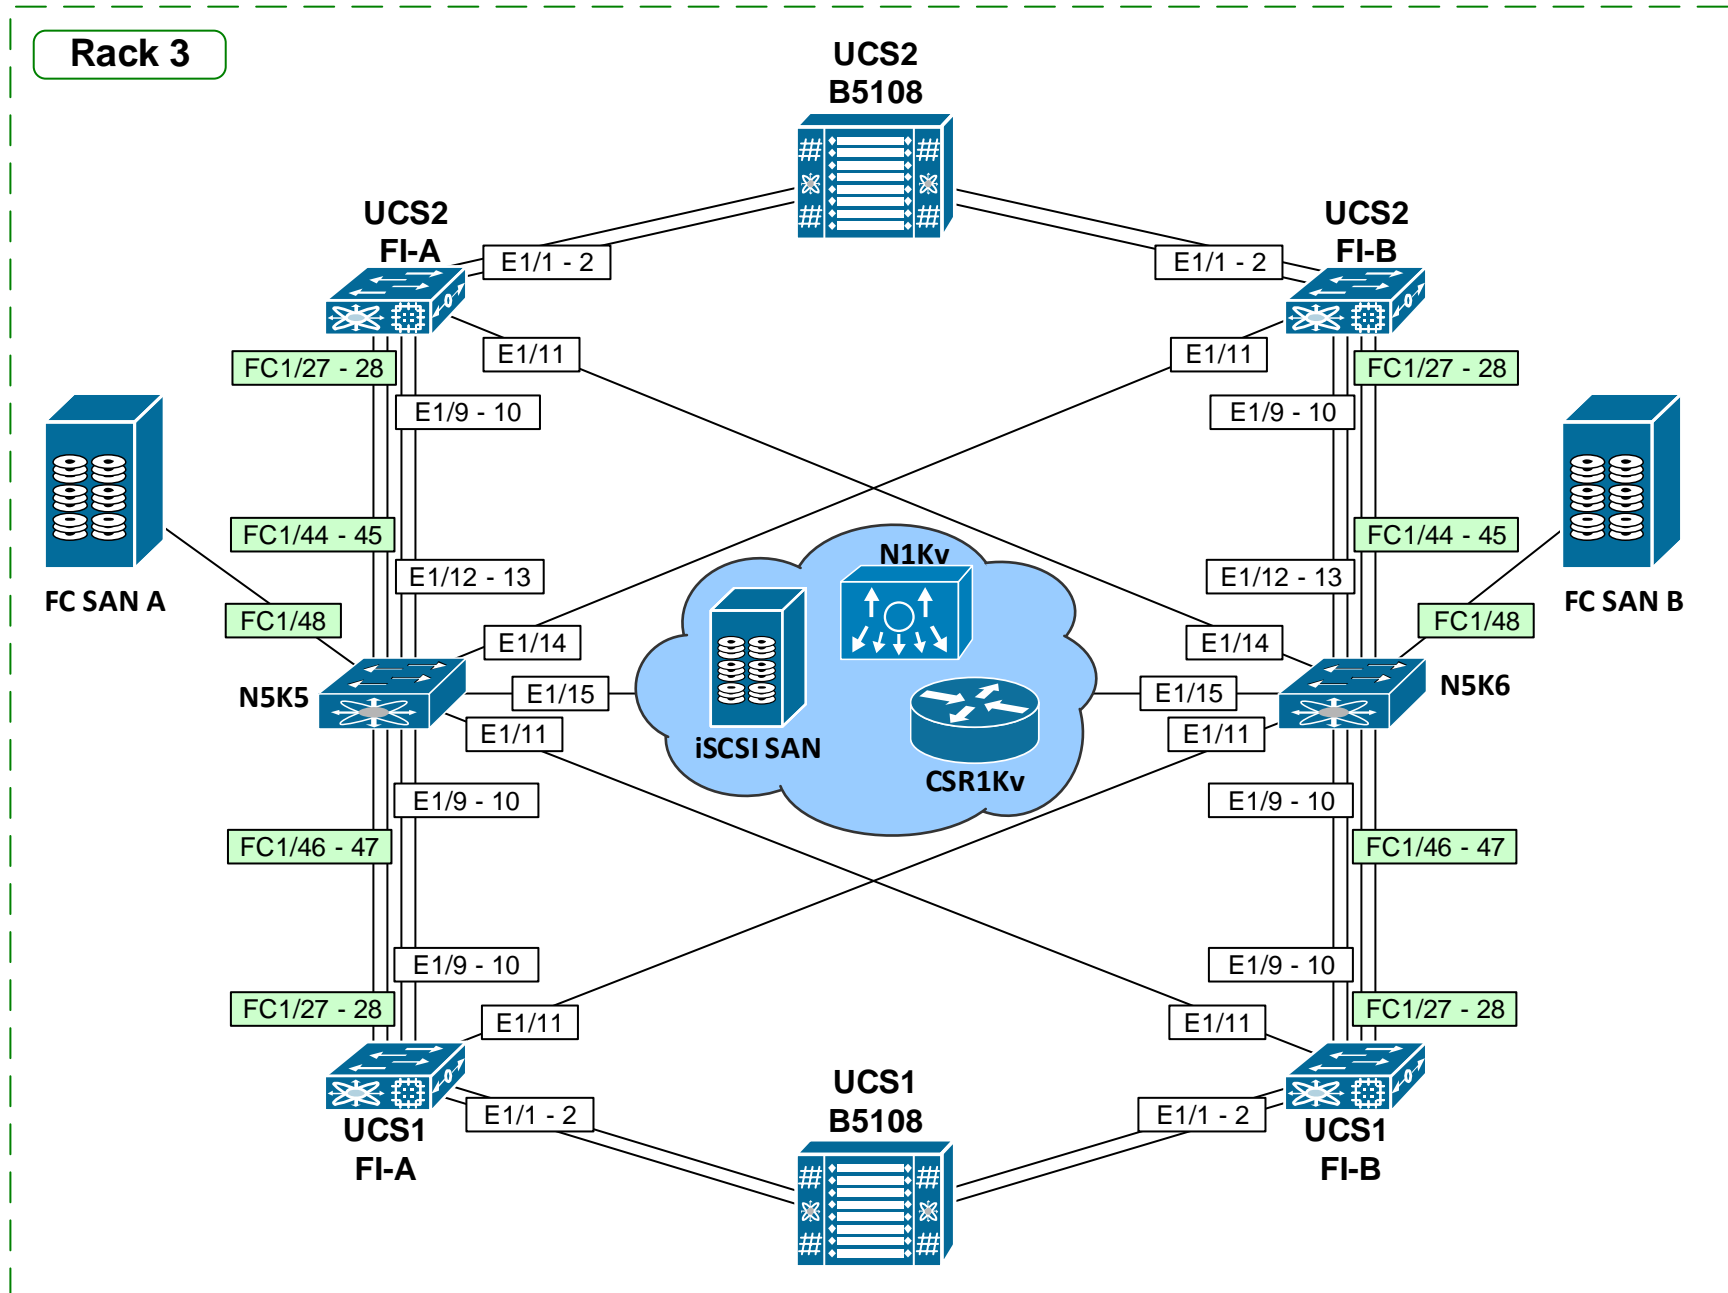 Rack 3
UCS2
B5108
UCS2
FI-A
UCS2
FI-B
E1/1 - 2
E1/1 - 2
E1/11
E1/11
FC1/27 - 28
FC1/27 - 28
E1/9 - 10
E1/9 - 10
FC1/44 - 45
FC1/44 - 45
N1Kv
E1/12 - 13
E1/12 - 13
FC SAN A
FC SAN B
FC1/48
FC1/48
E1/14
E1/14
N5K5
E1/15
E1/15
N5K6
E1/11
E1/11
iSCSI SAN
CSR1Kv
E1/9 - 10
E1/9 - 10
FC1/46 - 47
FC1/46 - 47
E1/9 - 10
E1/9 - 10
FC1/27 - 28
FC1/27 - 28
E1/11
E1/11
UCS1
B5108
E1/1 - 2
E1/1 - 2
UCS1
FI-A
UCS1
FI-B